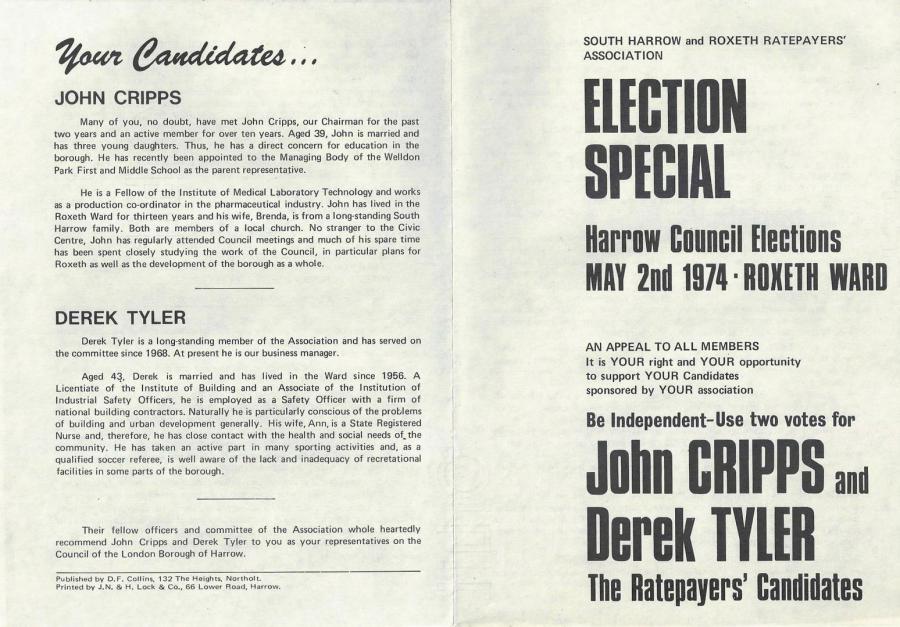 Your Candidates...
JOHN CRIPPS
Many of you, no doubt, have met John Cripps, our Chairman for the past
two years and an active member for over ten years. Aged 39, John is married and
has three young daughters. Thus, he has a direct concern for education in the
borough. He has recently been appointed to the Managing Body of the Welldon
Park First and Middle School as the parent representative.
He is a Fellow of the Institute of Medical Laboratory Technology and works
as a production co-ordinator in the pharmaceutical industry. John has lived in the
Roxeth Ward for thirteen years and his wife, Brenda, is from a long-standing South
Harrow family. Both are members of a local church. No stranger to the Civic
Centre, John has regularly attended Council meetings and much of his spare time
has been spent closely studying the work of the Council, in particular plans for
Roxeth as well as the development of the borough as a whole.
DEREK TYLER
Derek Tyler is a long-standing member of the Association and has served on
the committee since 1968. At present he is our business manager.
Aged 43, Derek is married and has lived in the Ward since 1956. A
Licentiate of the Institute of Building and an Associate of the Institution of
Industrial Safety Officers, he is employed as a Safety Officer with a firm of
national building contractors. Naturally he is particularly conscious of the problems
of building and urban development generally. His wife, Ann, is a State Registered
Nurse and, therefore, he has close contact with the health and social needs of the
community. He has taken an active part in many sporting activities and, as a
qualified soccer referee, is well aware of the lack and inadequacy of recretational
facilities in some parts of the borough.
Their fellow officers and committee of the Association whole heartedly
recommend John Cripps and Derek Tyler to you as your representatives on the
Council of the London Borough of Harrow.
Published by D.F. Collins, 132 The Heights, Northolt.
Printed by J.N. & H. Lock & Co., 66 Lower Road, Harrow.
SOUTH HARROW and ROXETH RATEPAYERS'
ASSOCIATION
ELECTION
SPECIAL
Harrow Council Elections
MAY 2nd 1974 · ROXETH WARD
AN APPEAL TO ALL MEMBERS
It is YOUR right and YOUR opportunity
to support YOUR Candidates
sponsored by YOUR association
Be Independent-Use two votes for
John CRIPPS and
Derek TYLER
The Ratepayers' Candidates